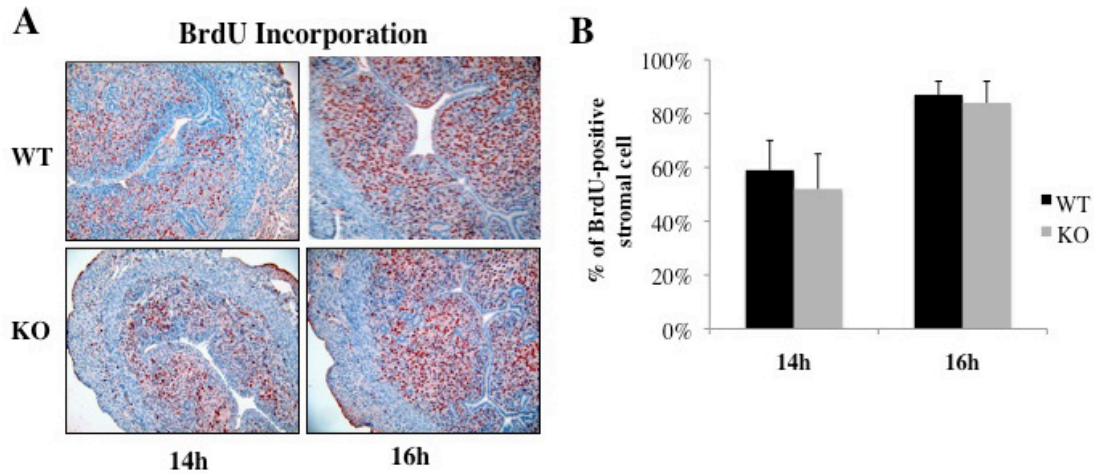 A
BrdU Incorporation
WT
KO
14h
16h
B
% of BrdU-positive
stromal cell
100%
80%
60%
40%
20%
0%
14h
16h
WT
KO